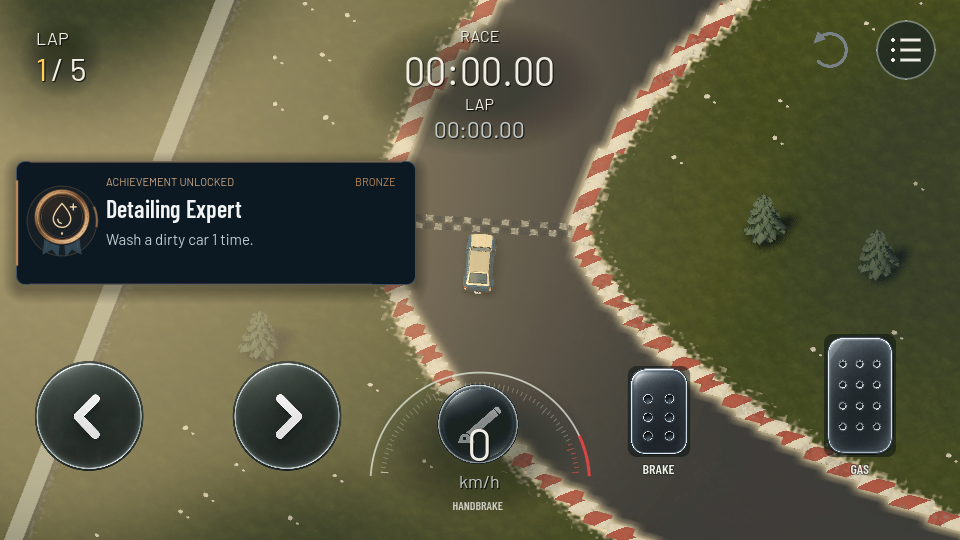 LAP
1/ 5
RACE
00:00.00
LAP
00:00.00
ACHIEVEMENT UNLOCKED
BRONZE
Detailing Expert
Wash a dirty car 1 time.
0
km/h
HANDBRAKE
BRAKE
GAS